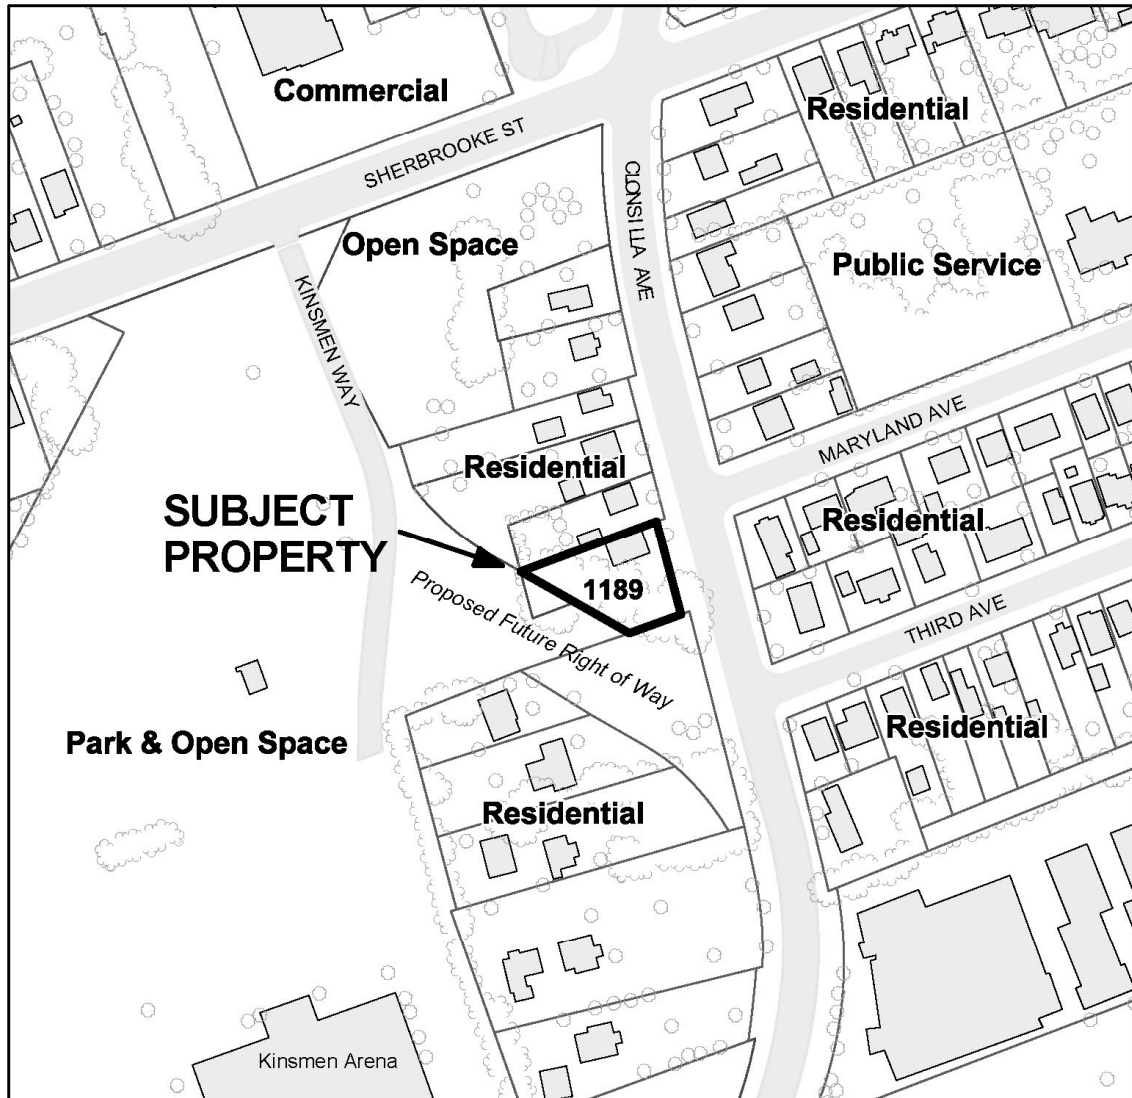 Commercial
Residential
SHERBROOKE ST
CLONSILLA AVE
Open Space
Public Service
KINSMEN WAY
MARYLAND AVE
Residential
SUBJECT
PROPERTY
Residential
1189
Proposed Future Right of Way
THIRD AVE
Residential
Park & Open Space
Residential
Kinsmen Arena